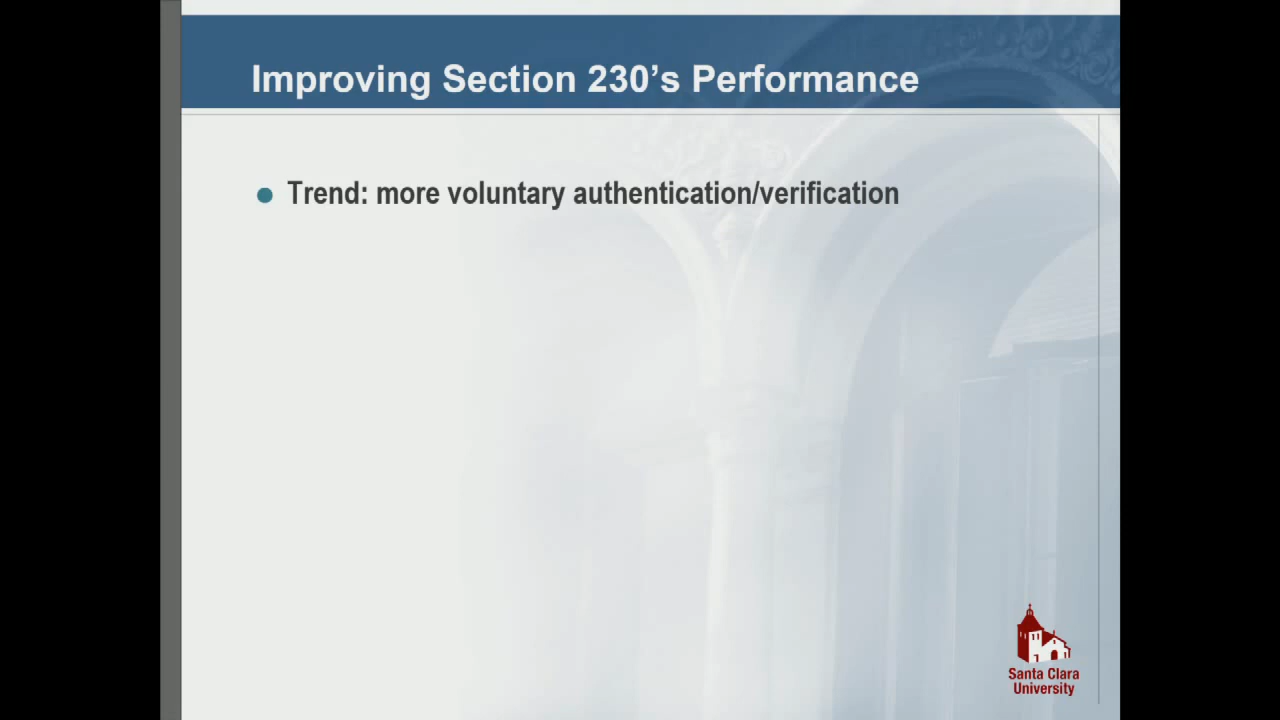 Improving Section 230's Performance
Trend: more voluntary authentication/verification
Santa Clara
University